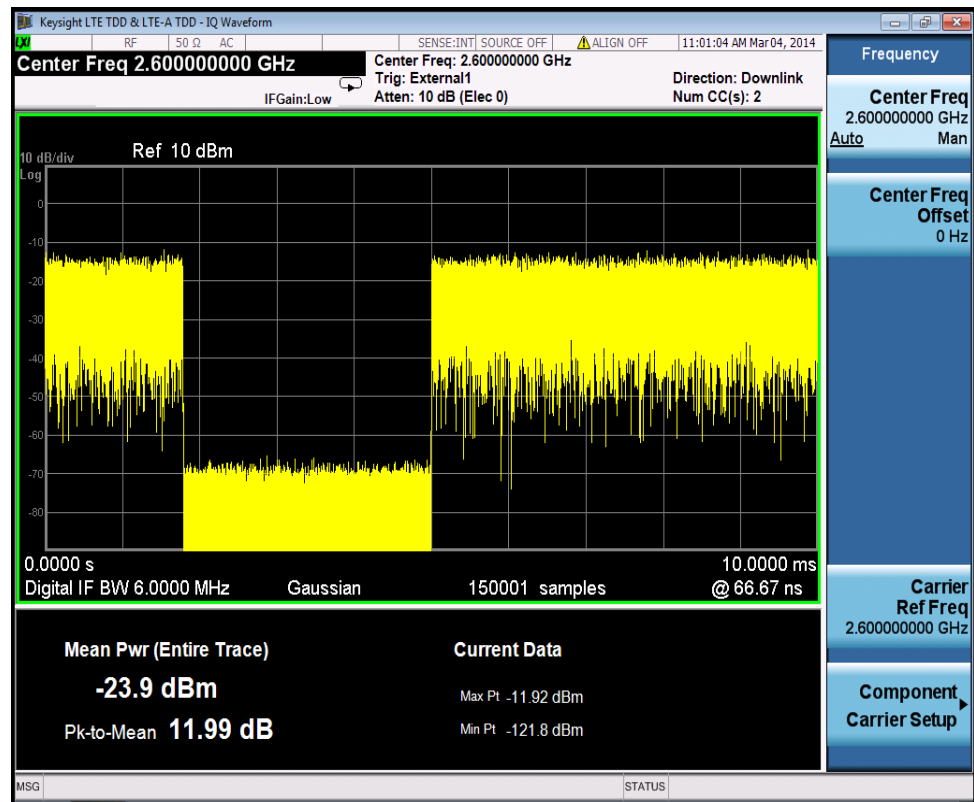 Keysight LTE TDD & LTE-A TDD - IQ Waveform
LXI RF 50 Ω AC SENSE:INT SOURCE OFF ALIGN OFF 11:01:04 AM Mar 04, 2014
Center Freq 2.600000000 GHz
IFGain:Low
Center Freq: 2.600000000 GHz
Trig: External1
Atten: 10 dB (Elec 0)
Direction: Downlink
Num CC(s): 2
10 dB/div
Log
Ref 10 dBm
0
-10
-20
-30
-40
-50
-60
-70
-80
0.0000 s 10.0000 ms
Digital IF BW 6.0000 MHz Gaussian 150001 samples @ 66.67 ns
Mean Pwr (Entire Trace)
-23.9 dBm
Pk-to-Mean 11.99 dB
Current Data
Max Pt -11.92 dBm
Min Pt -121.8 dBm
MSG STATUS
Frequency
Center Freq
2.600000000 GHz
Auto Man
Center Freq
Offset
0 Hz
Carrier
Ref Freq
2.600000000 GHz
Component
Carrier Setup